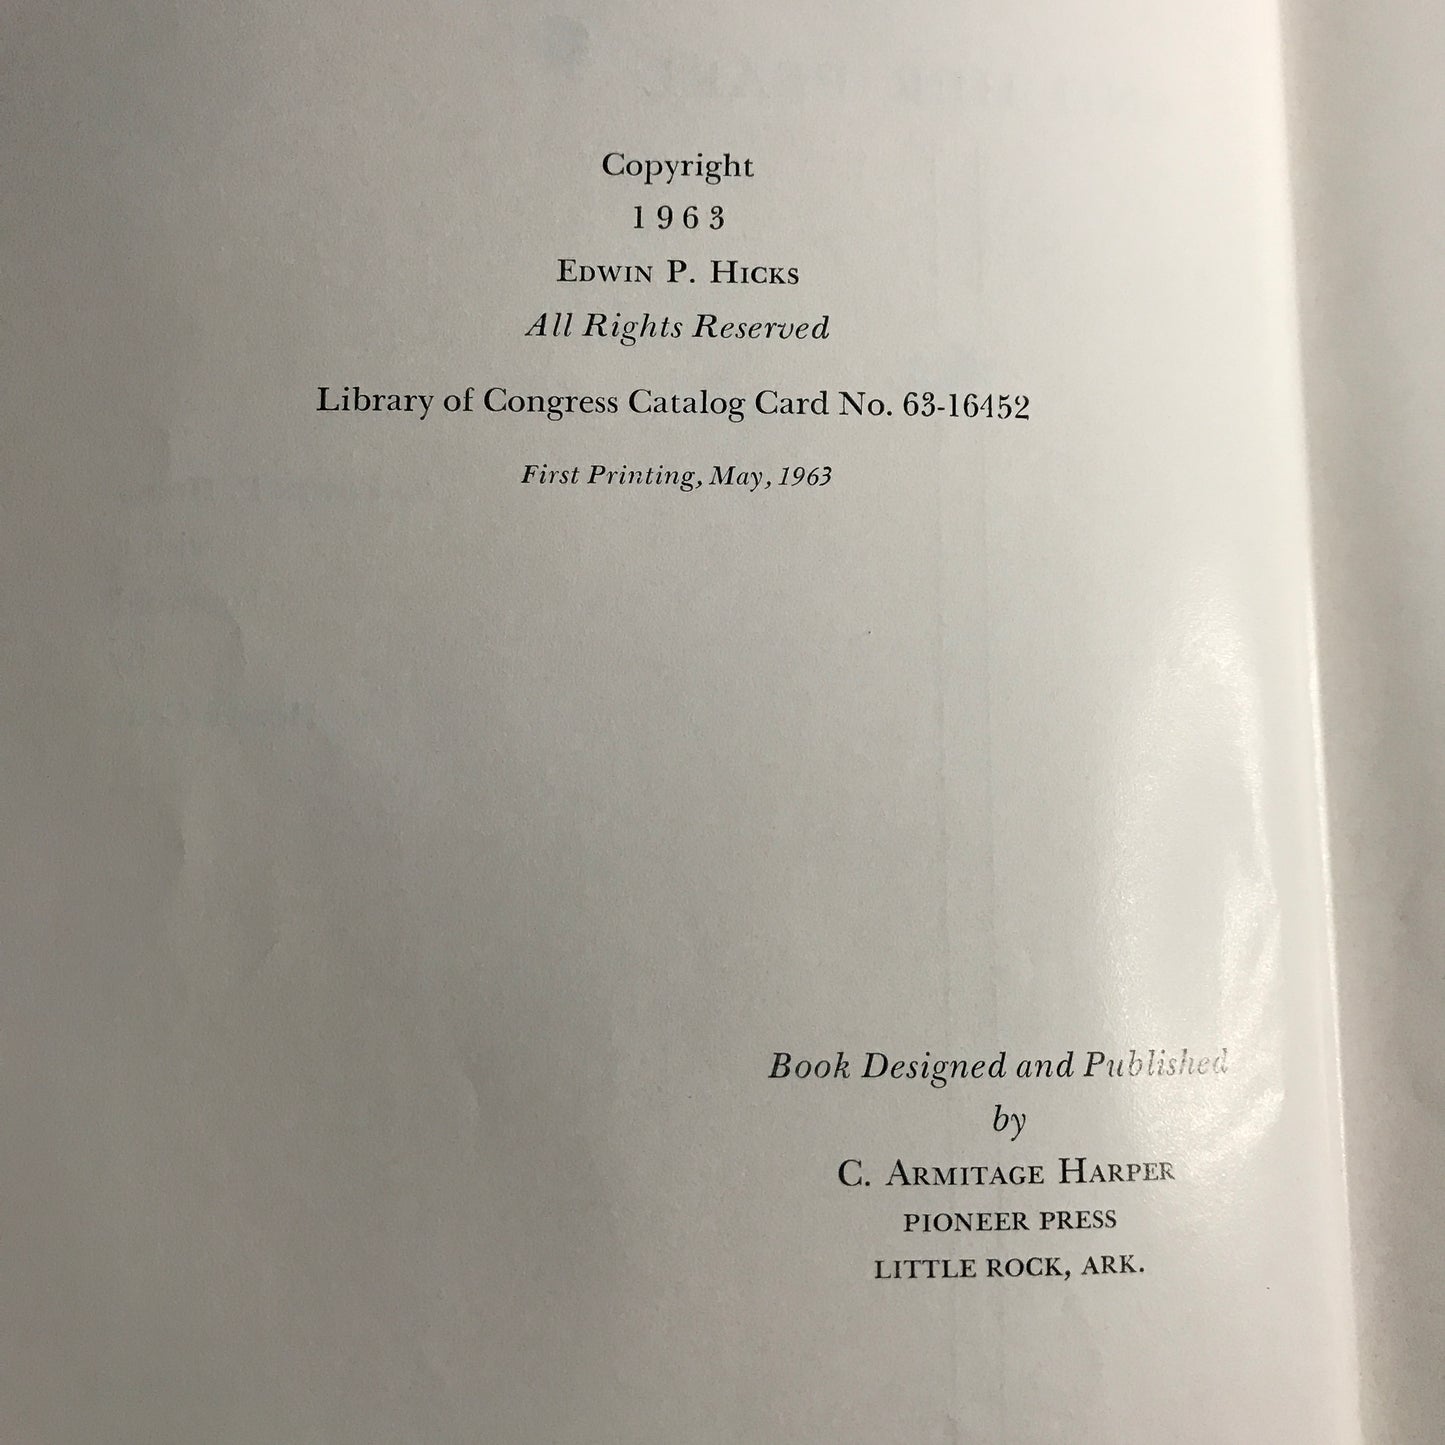 Copyright
1963
EDWIN P. HICKS
All Rights Reserved
Library of Congress Catalog Card No. 63-16452
First Printing, May, 1963
Book Designed and Published
by
C. ARMITAGE HARPER
PIONEER PRESS
LITTLE ROCK, ARK.